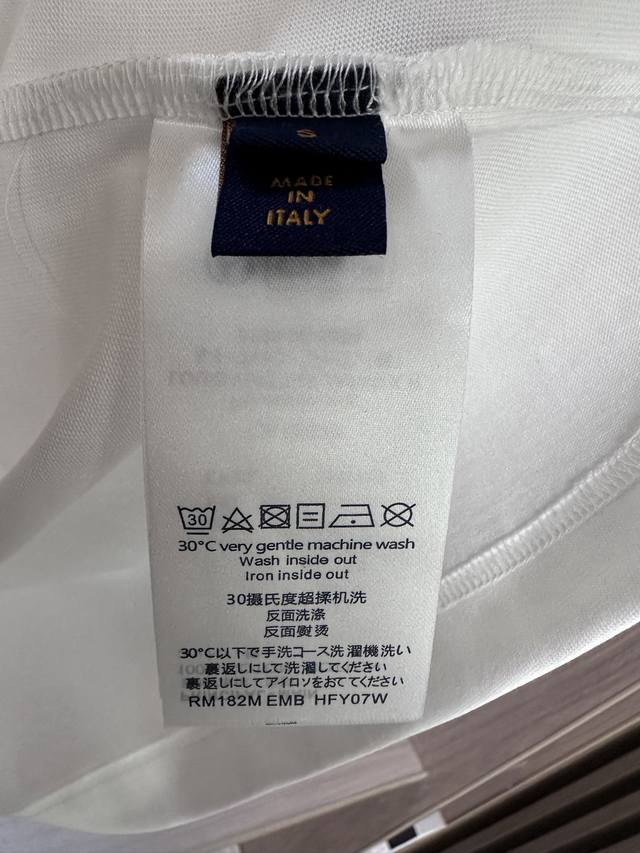 S
MADE
IN
ITALY
30
30°C very gentle machine wash
Wash inside out
Iron inside out
30摄氏度超揉机洗
反面洗涤
反面熨烫
30°C以下で手洗コース洗濯機洗い
裏返しにして洗濯してください
裏返しにしてアイロソをおててください
RM182M EMB HFY07W